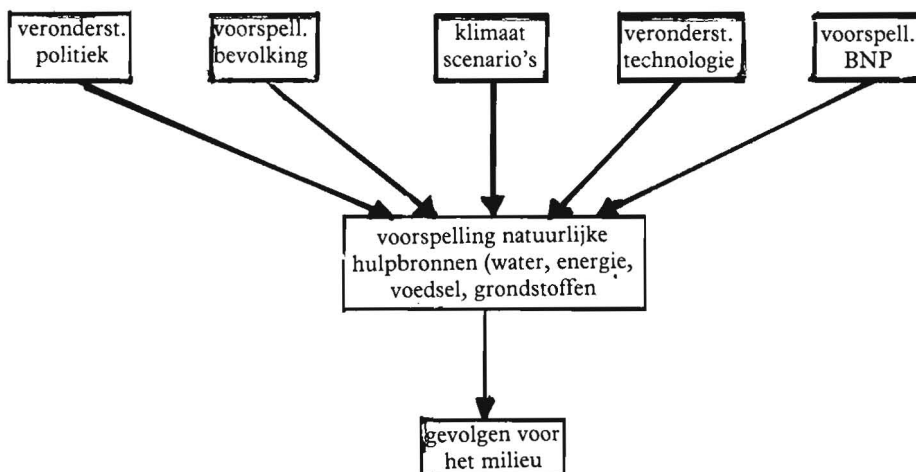 veronderst.
politiek
voorspell.
bevolking
klimaat
scenario's
veronderst.
technologie
voorspell.
BNP
voorspelling natuurlijke
hulpbronnen (water, energie,
voedsel, grondstoffen
gevolgen voor
het milieu